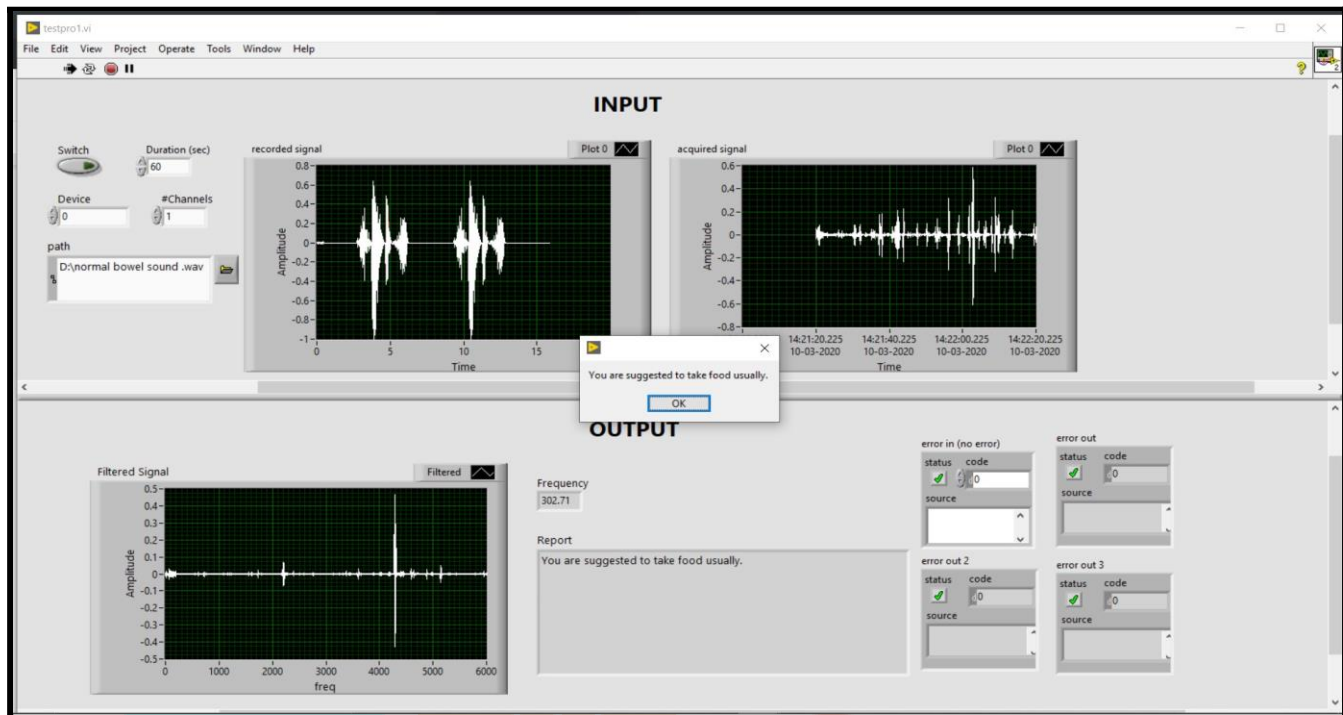 testpro1.vi
File Edit View Project Operate Tools Window Help
2
INPUT
Switch
Duration (sec)
60
Device
0
#Channels
1
path
D:\normal bowel sound .wav
recorded signal
Plot 0
Amplitude
0.8
0.6
0.4
0.2
0
-0.2
-0.4
-0.6
-0.8
-1
0 5 10 15
Time
acquired signal
Plot 0
Amplitude
0.6
0.4
0.2
0
-0.2
-0.4
-0.6
-0.8
14:21:20.225 14:21:40.225 14:22:00.225 14:22:20.225
10-03-2020 10-03-2020 10-03-2020 10-03-2020
Time
You are suggested to take food usually.
OK
OUTPUT
Filtered Signal
Filtered
Amplitude
0.5
0.4
0.3
0.2
0.1
0
-0.1
-0.2
-0.3
-0.4
-0.5
0 1000 2000 3000 4000 5000 6000
freq
Frequency
302.71
Report
You are suggested to take food usually.
error in (no error)
status code
0
source
error out
status code
0
source
error out 2
status code
0
source
error out 3
status code
0
source